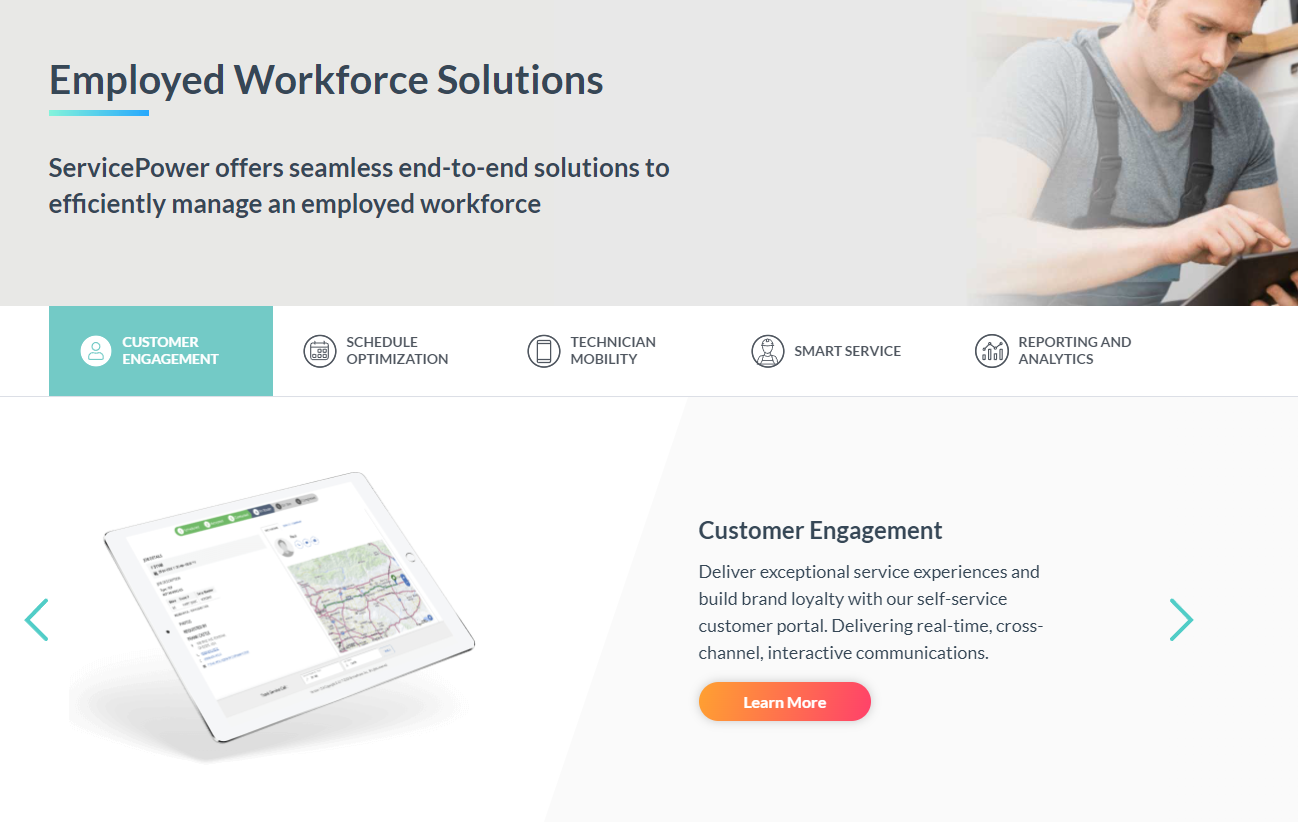 Employed Workforce Solutions
ServicePower offers seamless end-to-end solutions to
efficiently manage an employed workforce
CUSTOMER
ENGAGEMENT
SCHEDULE
OPTIMIZATION
TECHNICIAN
MOBILITY
SMART SERVICE
REPORTING AND
ANALYTICS
Customer Engagement
Deliver exceptional service experiences and
build brand loyalty with our self-service
customer portal. Delivering real-time, cross-
channel, interactive communications.
Learn More